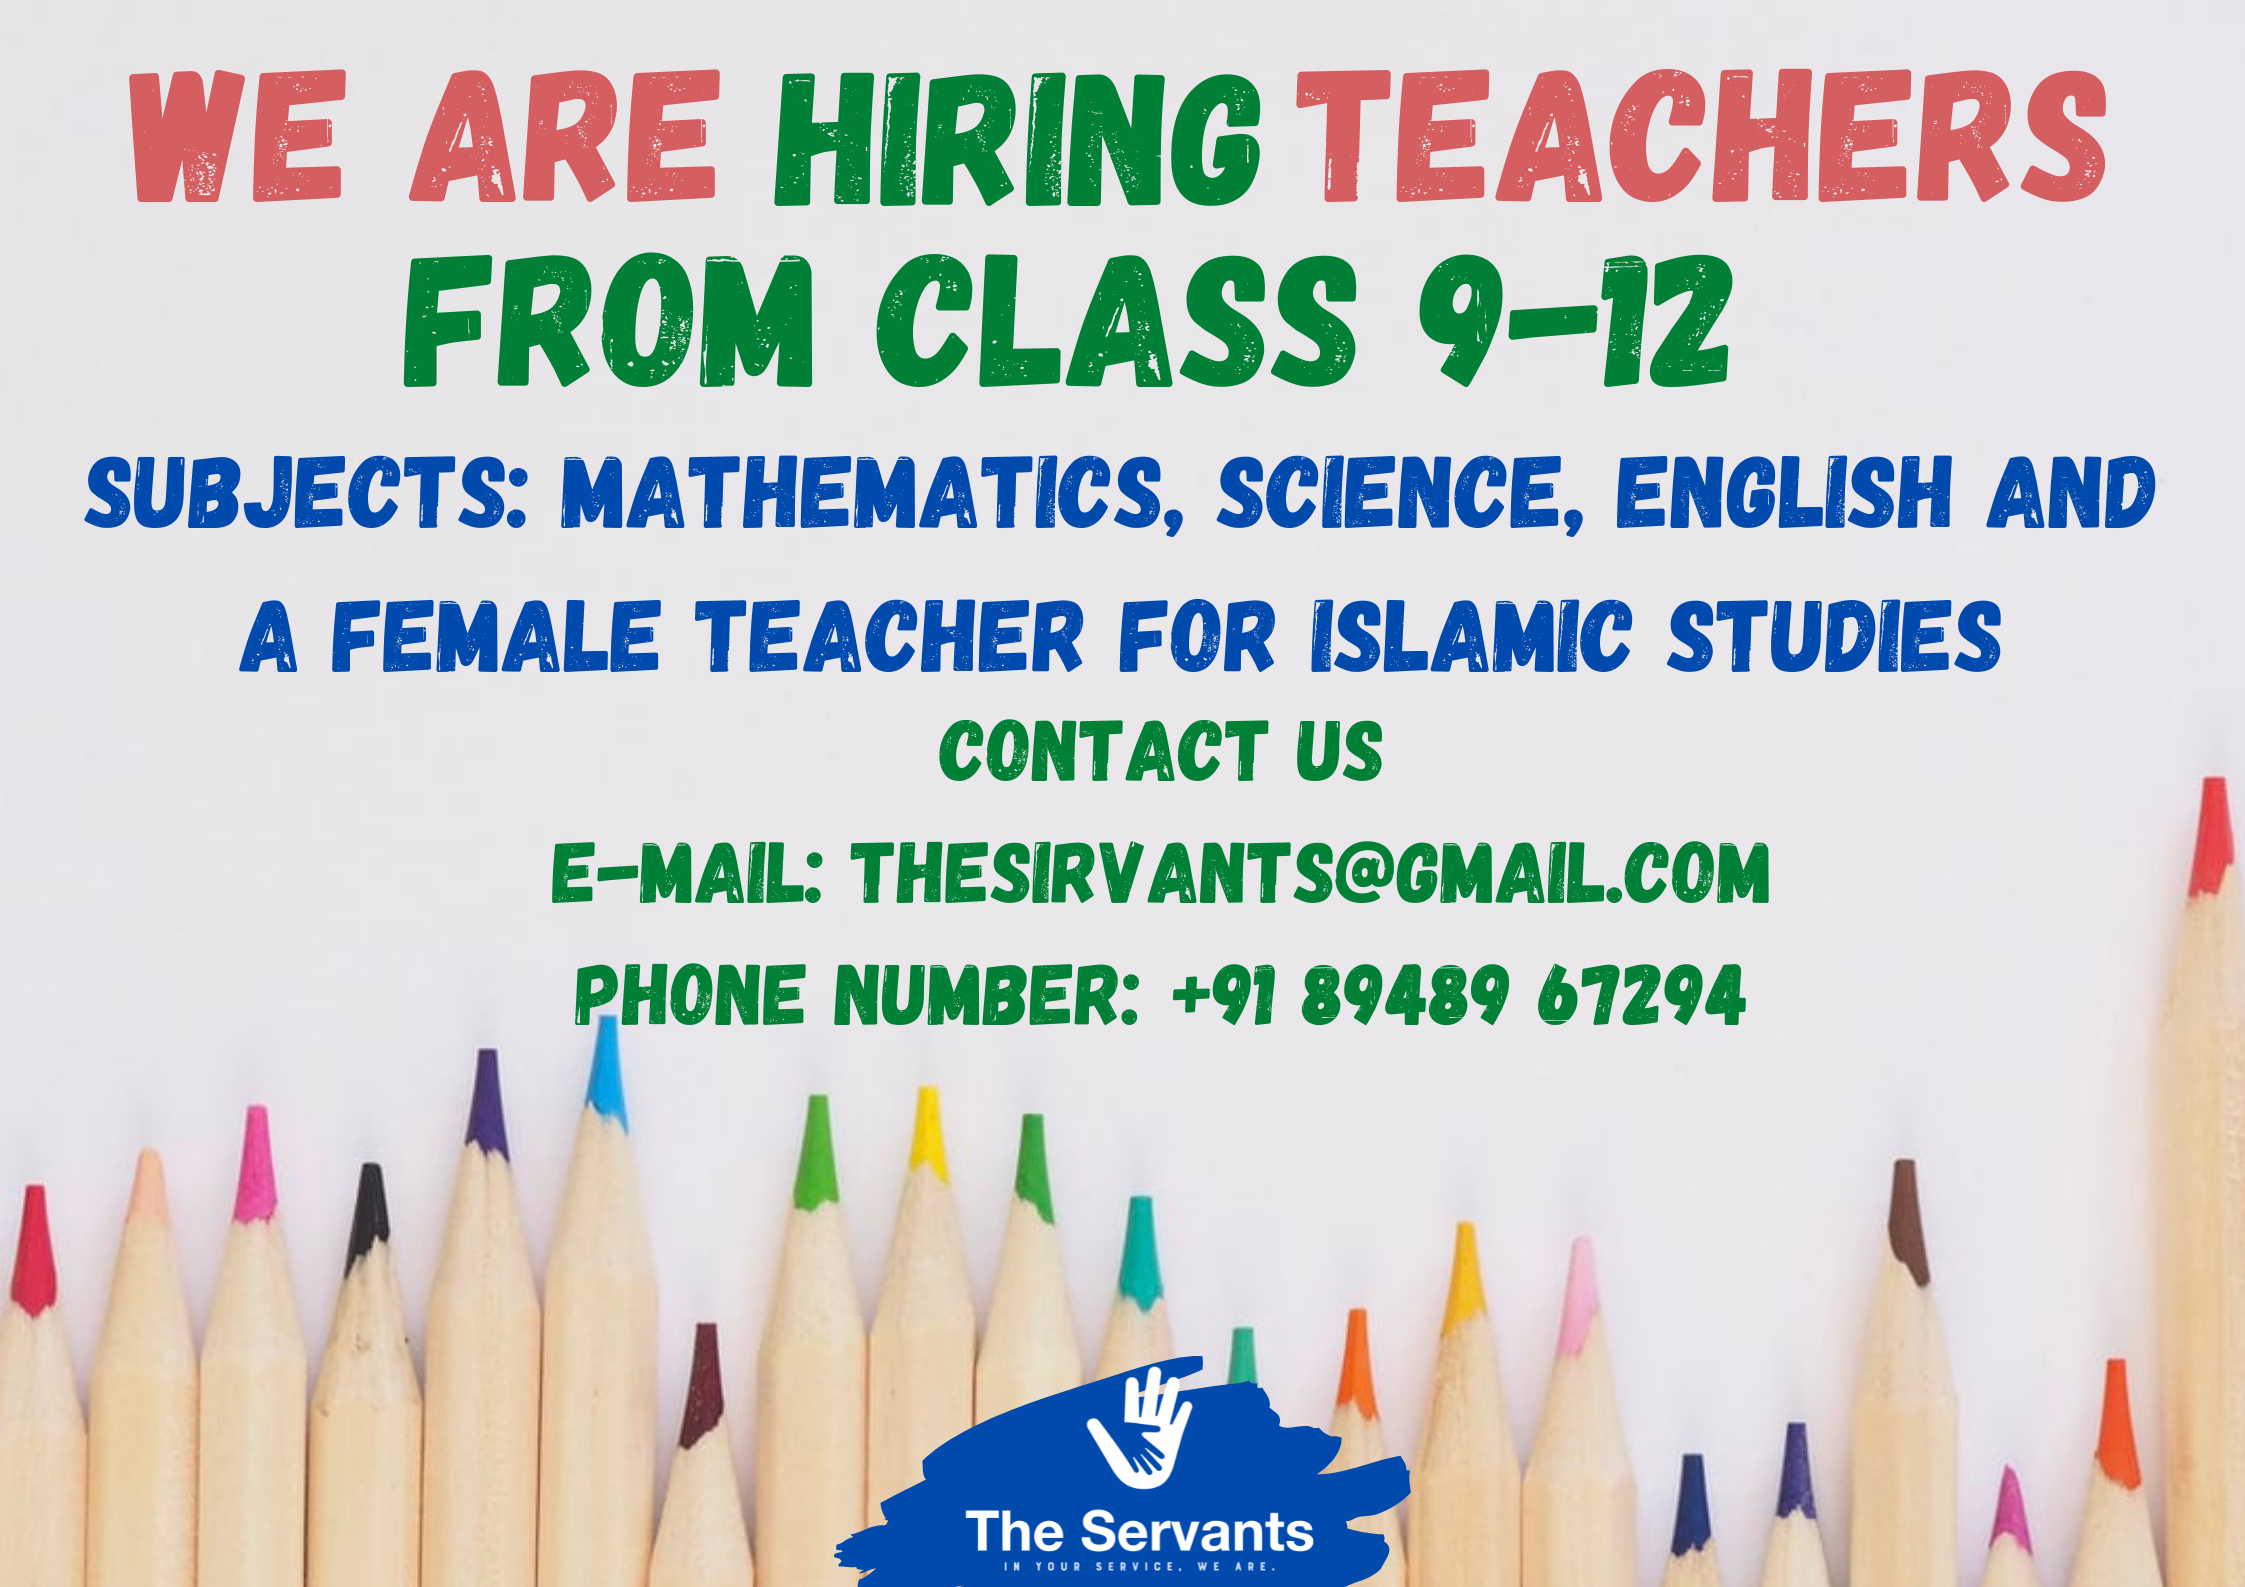 WE ARE HIRING TEACHERS
FROM CLASS 9-12
SUBJECTS: MATHEMATICS, SCIENCE, ENGLISH AND
A FEMALE TEACHER FOR ISLAMIC STUDIES
CONTACT US
E-MAIL: THESIRVANTS@GMAIL.COM
PHONE NUMBER: +91 89489 67294
The Servants
IN YOUR SERVICE, WE ARE.